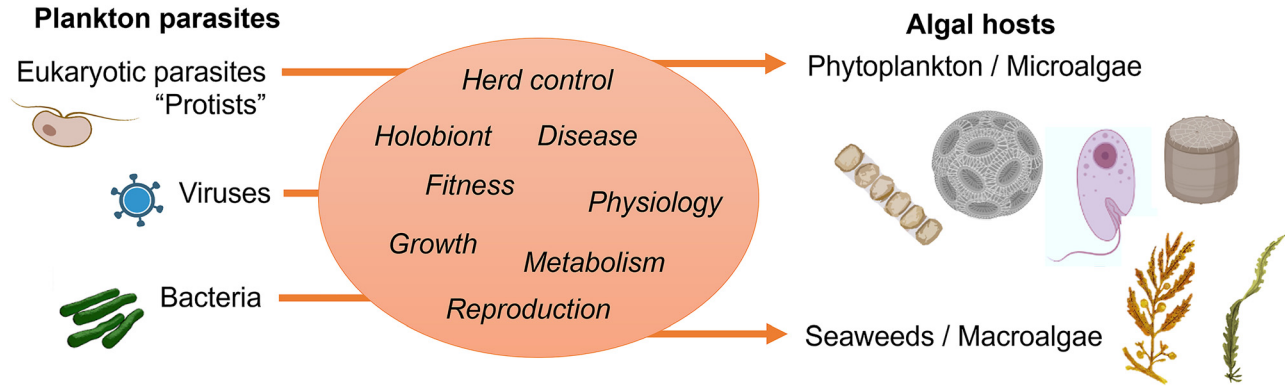 Plankton parasites
Eukaryotic parasites
“Protists”
Viruses
Bacteria
Herd control
Holobiont
Disease
Fitness
Physiology
Growth
Metabolism
Reproduction
Algal hosts
Phytoplankton / Microalgae
Seaweeds / Macroalgae